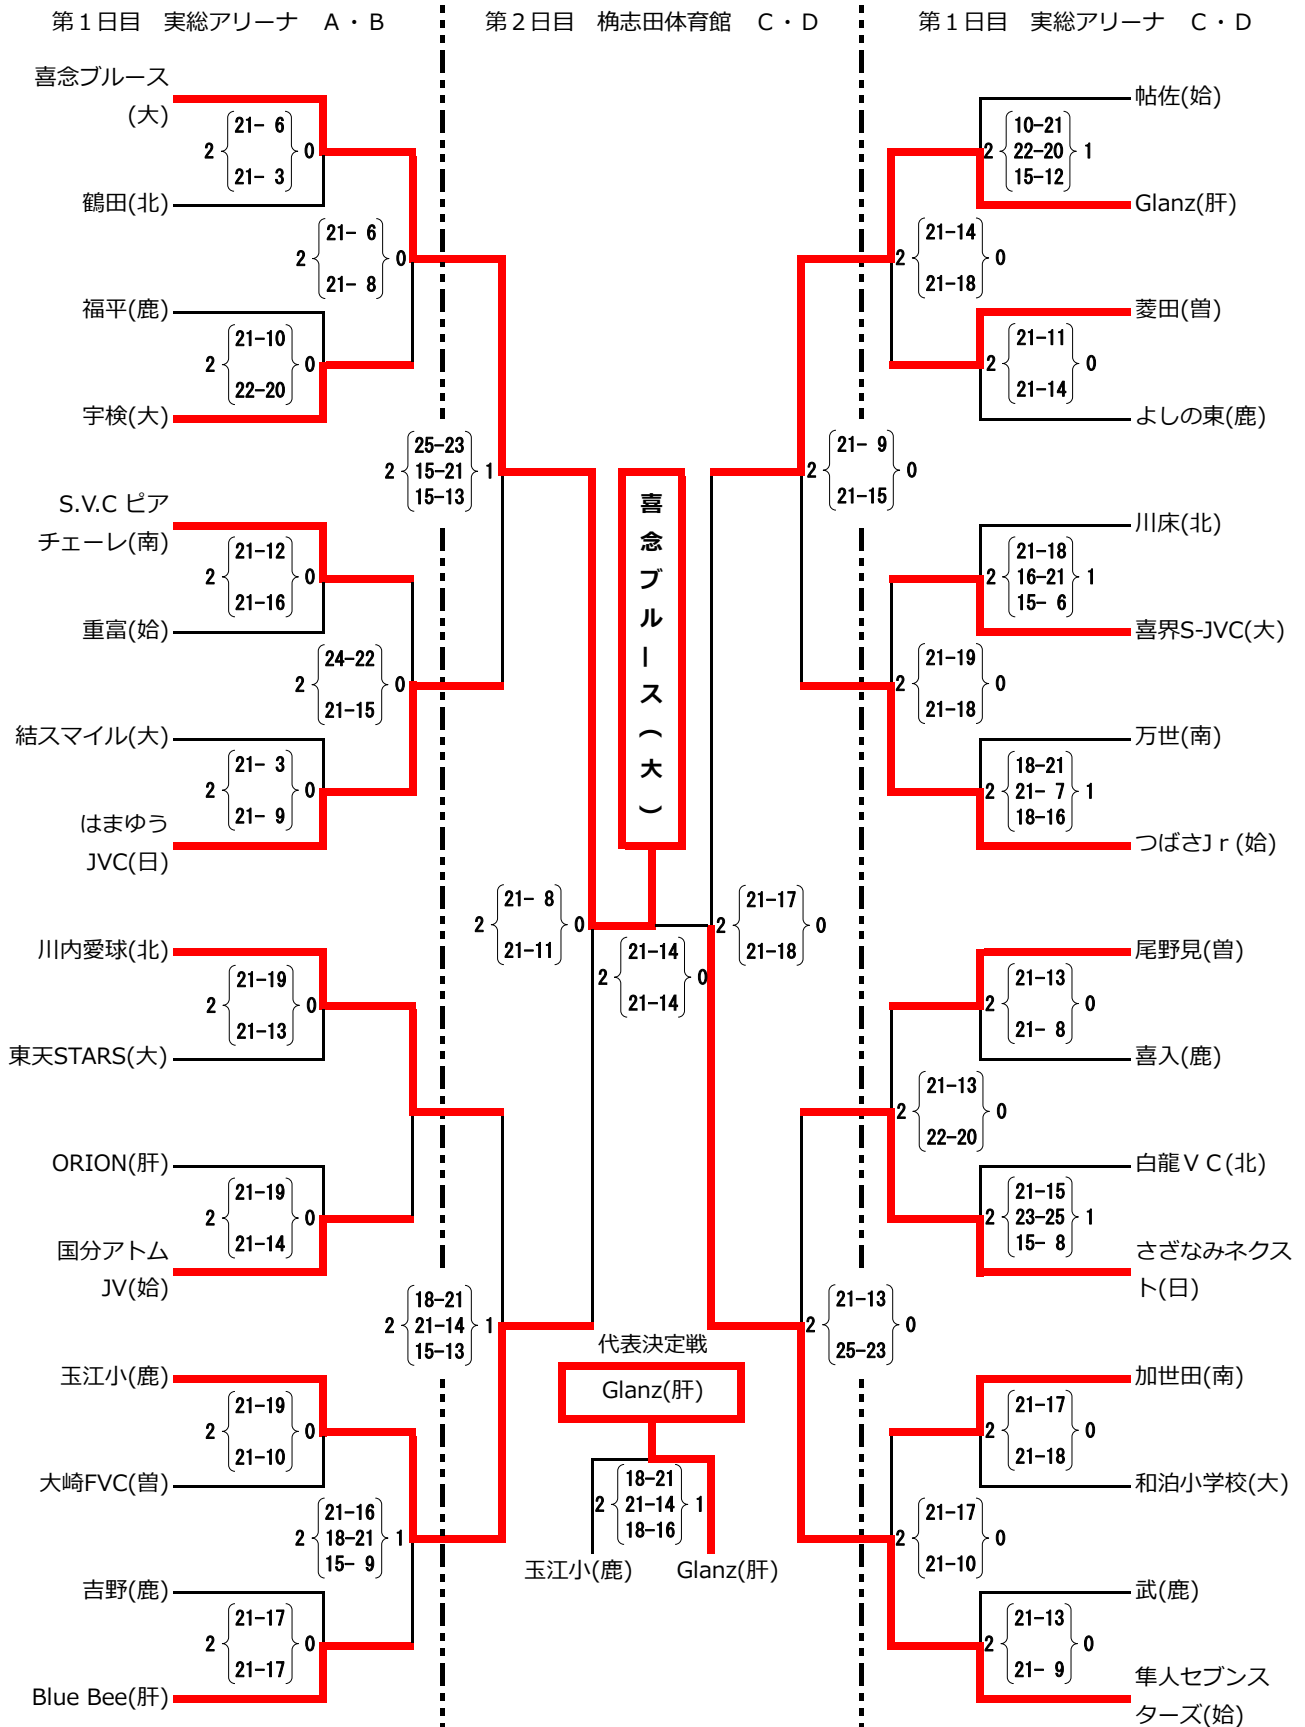 第１日目　実総アリーナ　Ａ・Ｂ
第２日目　桷志田体育館　Ｃ・Ｄ
第１日目　実総アリーナ　Ｃ・Ｄ
喜念ブルース
(大)
21- 6
2 0
21- 3
鶴田(北)
21- 6
2 0
21- 8
福平(鹿)
21-10
2 0
22-20
宇検(大)
25-23
2 15-21 1
15-13
S.V.C ピア
チェーレ(南)
21-12
2 0
21-16
重富(姶)
24-22
2 0
21-15
結スマイル(大)
21- 3
2 0
21- 9
はまゆう
JVC(日)
21- 8
2 0
21-11
川内愛球(北)
21-19
2 0
21-13
東天STARS(大)
ORION(肝)
21-19
2 0
21-14
国分アトム
JV(姶)
18-21
2 21-14 1
15-13
玉江小(鹿)
21-19
2 0
21-10
大崎FVC(曽)
21-16
2 18-21 1
15- 9
吉野(鹿)
21-17
2 0
21-17
Blue Bee(肝)
喜念ブルース(大)
21-14
2 0
21-14
代表決定戦
Glanz(肝)
18-21
2 21-14 1
18-16
玉江小(鹿)
Glanz(肝)
帖佐(姶)
10-21
2 22-20 1
15-12
Glanz(肝)
21-14
2 0
21-18
菱田(曽)
21-11
2 0
21-14
よしの東(鹿)
21- 9
2 0
21-15
川床(北)
21-18
2 16-21 1
15- 6
喜界S-JVC(大)
21-19
2 0
21-18
万世(南)
18-21
2 21- 7 1
18-16
つばさJｒ(姶)
21-17
2 0
21-18
尾野見(曽)
21-13
2 0
21- 8
喜入(鹿)
21-13
2 0
22-20
白龍ＶＣ(北)
21-15
2 23-25 1
15- 8
さざなみネクス
ト(日)
21-13
2 0
25-23
加世田(南)
21-17
2 0
21-18
和泊小学校(大)
21-17
2 0
21-10
武(鹿)
21-13
2 0
21- 9
隼人セブンス
ターズ(姶)